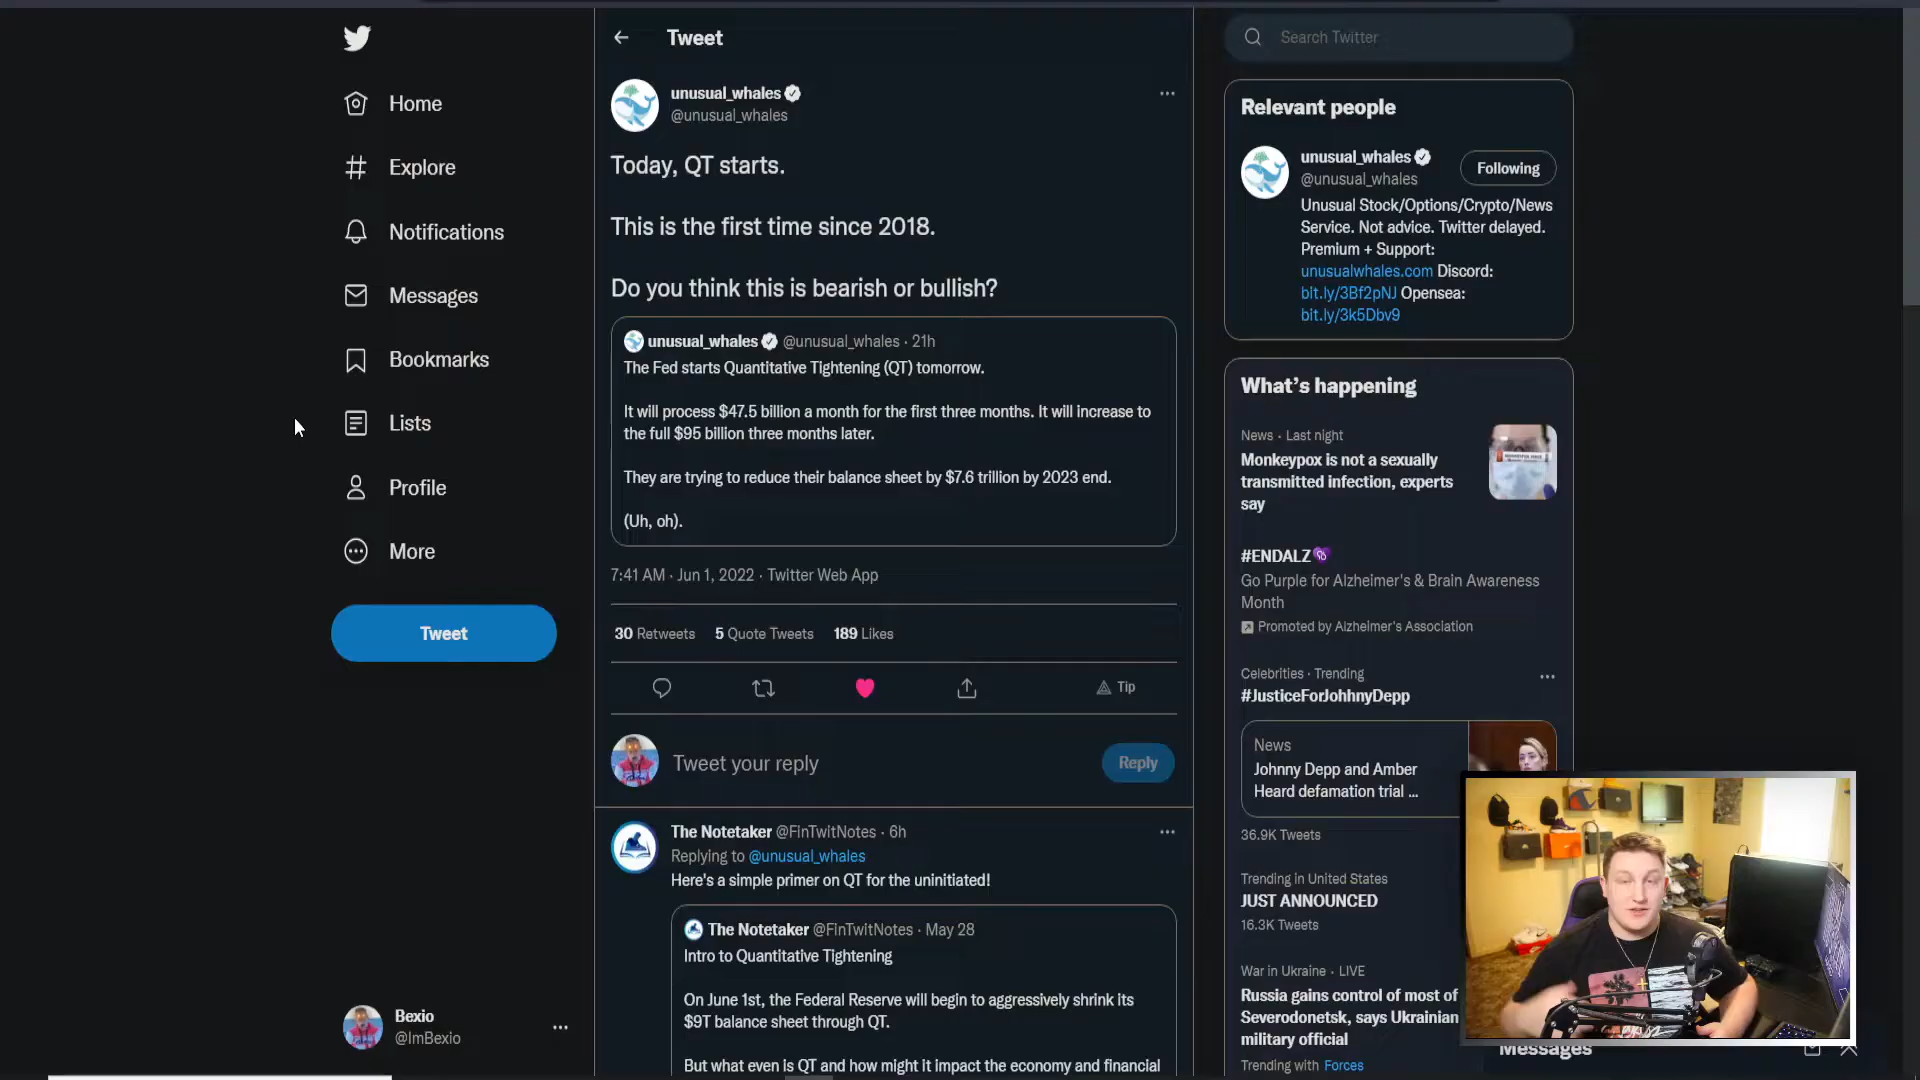 Tweet
Search Twitter
Home
Explore
Notifications
Messages
Bookmarks
Lists
Profile
More
Tweet
Bexio
@ImBexio
unusual_whales
@unusual_whales
Today, QT starts.
This is the first time since 2018.
Do you think this is bearish or bullish?
unusual_whales @unusual_whales · 21h
The Fed starts Quantitative Tightening (QT) tomorrow.
It will process $47.5 billion a month for the first three months. It will increase to
the full $95 billion three months later.
They are trying to reduce their balance sheet by $7.6 trillion by 2023 end.
(Uh, oh).
7:41 AM · Jun 1, 2022 · Twitter Web App
30 Retweets 5 Quote Tweets 189 Likes
Tip
Tweet your reply
Reply
The Notetaker @FinTwitNotes · 6h
Replying to @unusual_whales
Here's a simple primer on QT for the uninitiated!
The Notetaker @FinTwitNotes · May 28
Intro to Quantitative Tightening
On June 1st, the Federal Reserve will begin to aggressively shrink its
$9T balance sheet through QT.
But what even is QT and how might it impact the economy and financial
Relevant people
unusual_whales
@unusual_whales
Following
Unusual Stock/Options/Crypto/News
Service. Not advice. Twitter delayed.
Premium + Support:
unusualwhales.com Discord:
bit.ly/3Bf2pNJ Opensea:
bit.ly/3k5Dbv9
What's happening
News · Last night
Monkeypox is not a sexually
transmitted infection, experts
say
#ENDALZ
Go Purple for Alzheimer's & Brain Awareness
Month
Promoted by Alzheimer's Association
Celebrities · Trending
#JusticeForJohhnyDepp
News
Johnny Depp and Amber
Heard defamation trial ...
36.9K Tweets
Trending in United States
JUST ANNOUNCED
16.3K Tweets
War in Ukraine · LIVE
Russia gains control of most of
Severodonetsk, says Ukrainian
military official
Trending with Forces
Messages